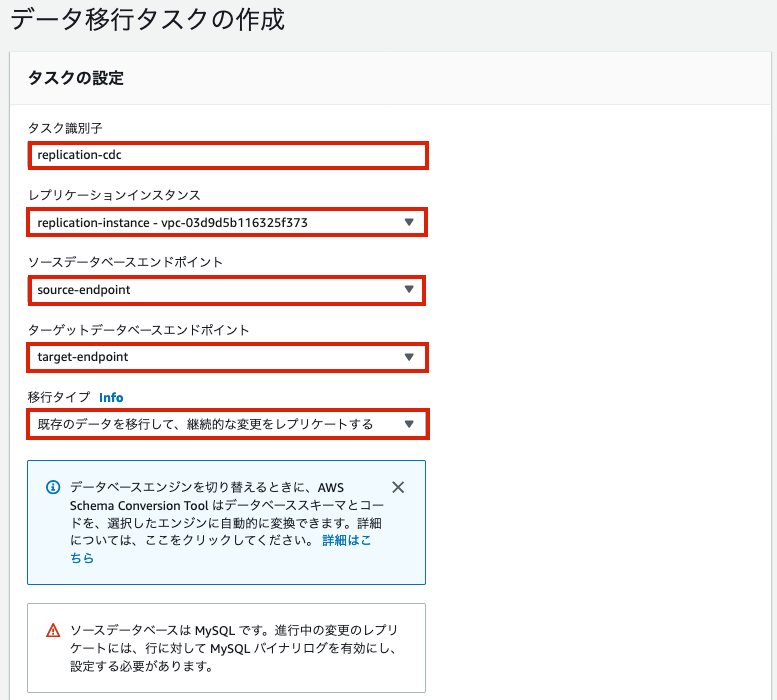 データ移行タスクの作成
タスクの設定
タスク識別子
replication-cdc
レプリケーションインスタンス
replication-instance - vpc-03d9d5b116325f373
ソースデータベースエンドポイント
source-endpoint
ターゲットデータベースエンドポイント
target-endpoint
移行タイプ Info
既存のデータを移行して、継続的な変更をレプリケートする
データベースエンジンを切り替えるときに、AWS
Schema Conversion Tool はデータベーススキーマとコー
ドを、選択したエンジンに自動的に変換できます。詳細
については、ここをクリックしてください。 詳細はこ
ちら
ソースデータベースは MySQL です。進行中の変更のレプリ
ケートには、行に対して MySQL バイナリログを有効にし、
設定する必要があります。